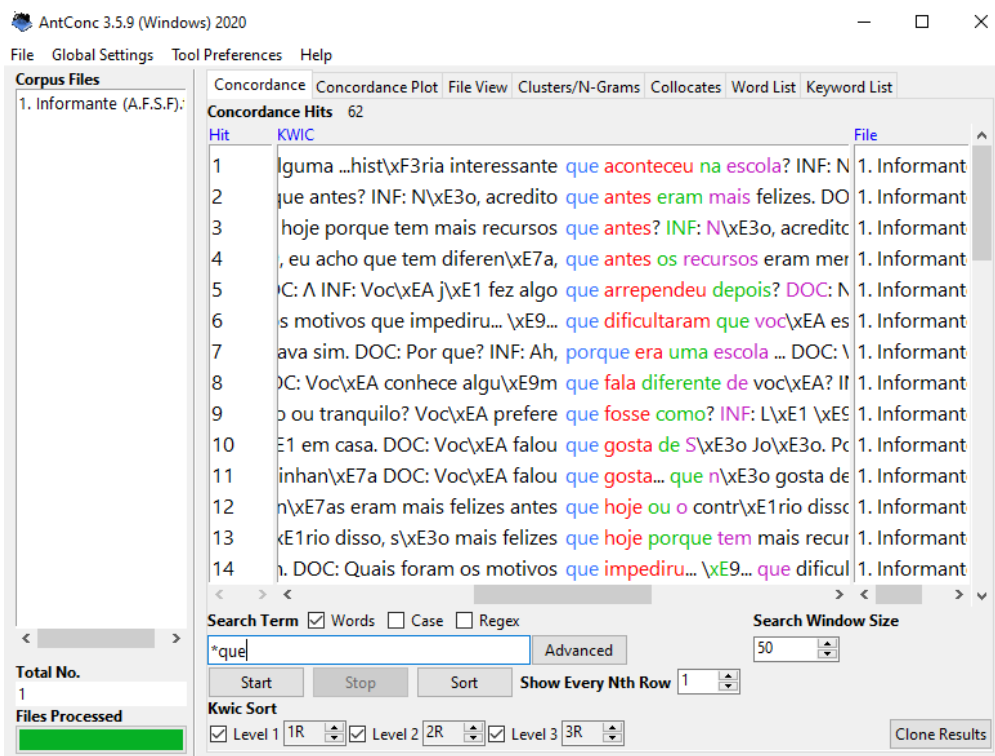 AntConc 3.5.9 (Windows) 2020
File Global Settings Tool Preferences Help
Corpus Files
1. Informante (A.F.S.F).
Total No.
1
Files Processed
Concordance Concordance Plot File View Clusters/N-Grams Collocates Word List Keyword List
Concordance Hits 62
Hit KWIC File
1 lguma ...hist\xF3ria interessante que aconteceu na escola? INF: N 1. Informant
2 que antes? INF: N\xE3o, acredito que antes eram mais felizes. DO 1. Informant
3 hoje porque tem mais recursos que antes? INF: N\xE3o, acredito 1. Informant
4 , eu acho que tem diferen\xE7a, que antes os recursos eram mer 1. Informant
5 C: Λ INF: Voc\xEA j\xE1 fez algo que arrependeu depois? DOC: N 1. Informant
6 s motivos que impediru... \xE9... que dificultaram que voc\xEA es 1. Informant
7 ava sim. DOC: Por que? INF: Ah, porque era uma escola ... DOC: \ 1. Informant
8 C: Voc\xEA conhece algu\xE9m que fala diferente de voc\xEA? I 1. Informant
9 o ou tranquilo? Voc\xEA prefere que fosse como? INF: L\xE1 \xE9 1. Informant
10 E1 em casa. DOC: Voc\xEA falou que gosta de S\xE3o Jo\xE3o. Po 1. Informant
11 inhan\xE7a DOC: Voc\xEA falou que gosta... que n\xE3o gosta de 1. Informant
12 n\xE7as eram mais felizes antes que hoje ou o contr\xE1rio disso 1. Informant
13 xE1rio disso, s\xE3o mais felizes que hoje porque tem mais recur 1. Informant
14 . DOC: Quais foram os motivos que impediru... \xE9... que dificul 1. Informant
Search Term Words Case Regex Search Window Size
*que Advanced 50
Start Stop Sort Show Every Nth Row 1
Kwic Sort
Level 1 1R Level 2 2R Level 3 3R Clone Results